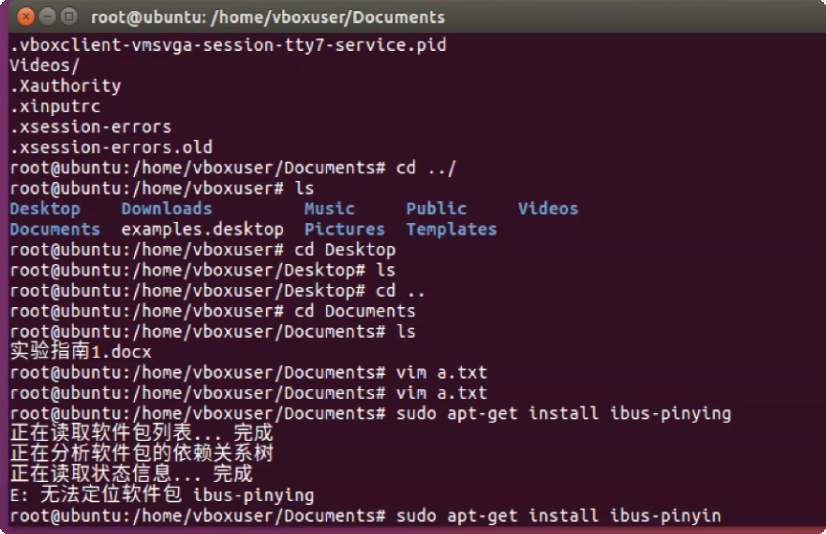 root@ubuntu: /home/vboxuser/Documents
.vboxclient-vmsvga-session-tty7-service.pid
Videos/
.Xauthority
.xinputrc
.xsession-errors
.xsession-errors.old
root@ubuntu:/home/vboxuser/Documents# cd ../
root@ubuntu:/home/vboxuser# ls
Desktop Downloads Music Public Videos
Documents examples.desktop Pictures Templates
root@ubuntu:/home/vboxuser# cd Desktop
root@ubuntu:/home/vboxuser/Desktop# ls
root@ubuntu:/home/vboxuser/Desktop# cd ..
root@ubuntu:/home/vboxuser# cd Documents
root@ubuntu:/home/vboxuser/Documents# ls
实验指南1.docx
root@ubuntu:/home/vboxuser/Documents# vim a.txt
root@ubuntu:/home/vboxuser/Documents# vim a.txt
root@ubuntu:/home/vboxuser/Documents# sudo apt-get install ibus-pinying
正在读取软件包列表... 完成
正在分析软件包的依赖关系树
正在读取状态信息... 完成
E: 无法定位软件包 ibus-pinying
root@ubuntu:/home/vboxuser/Documents# sudo apt-get install ibus-pinyin